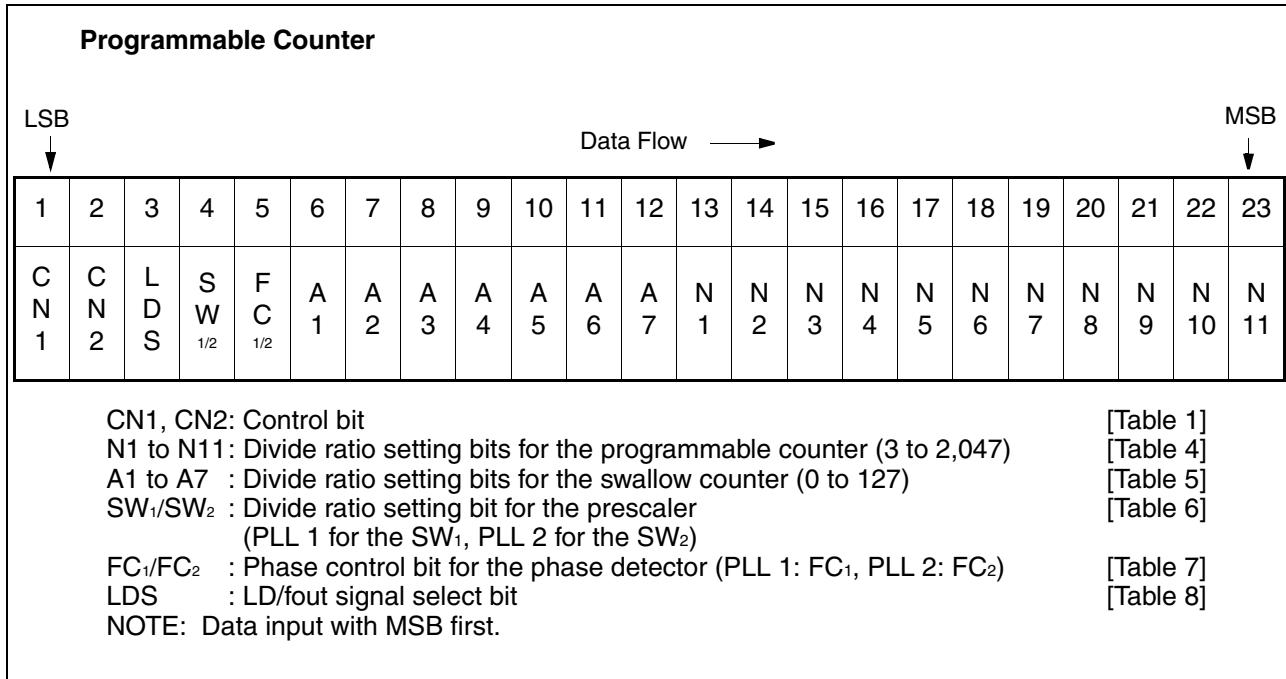 Programmable Counter
LSB MSB
Data Flow
1 2 3 4 5 6 7 8 9 10 11 12 13 14 15 16 17 18 19 20 21 22 23
CN1 CN2 LDS SW1/2 FC1/2 A1 A2 A3 A4 A5 A6 A7 N1 N2 N3 N4 N5 N6 N7 N8 N9 N10 N11
CN1, CN2: Control bit [Table 1]
N1 to N11: Divide ratio setting bits for the programmable counter (3 to 2,047) [Table 4]
A1 to A7 : Divide ratio setting bits for the swallow counter (0 to 127) [Table 5]
SW1/SW2 : Divide ratio setting bit for the prescaler [Table 6]
(PLL 1 for the SW1, PLL 2 for the SW2)
FC1/FC2 : Phase control bit for the phase detector (PLL 1: FC1, PLL 2: FC2) [Table 7]
LDS : LD/fout signal select bit [Table 8]
NOTE: Data input with MSB first.